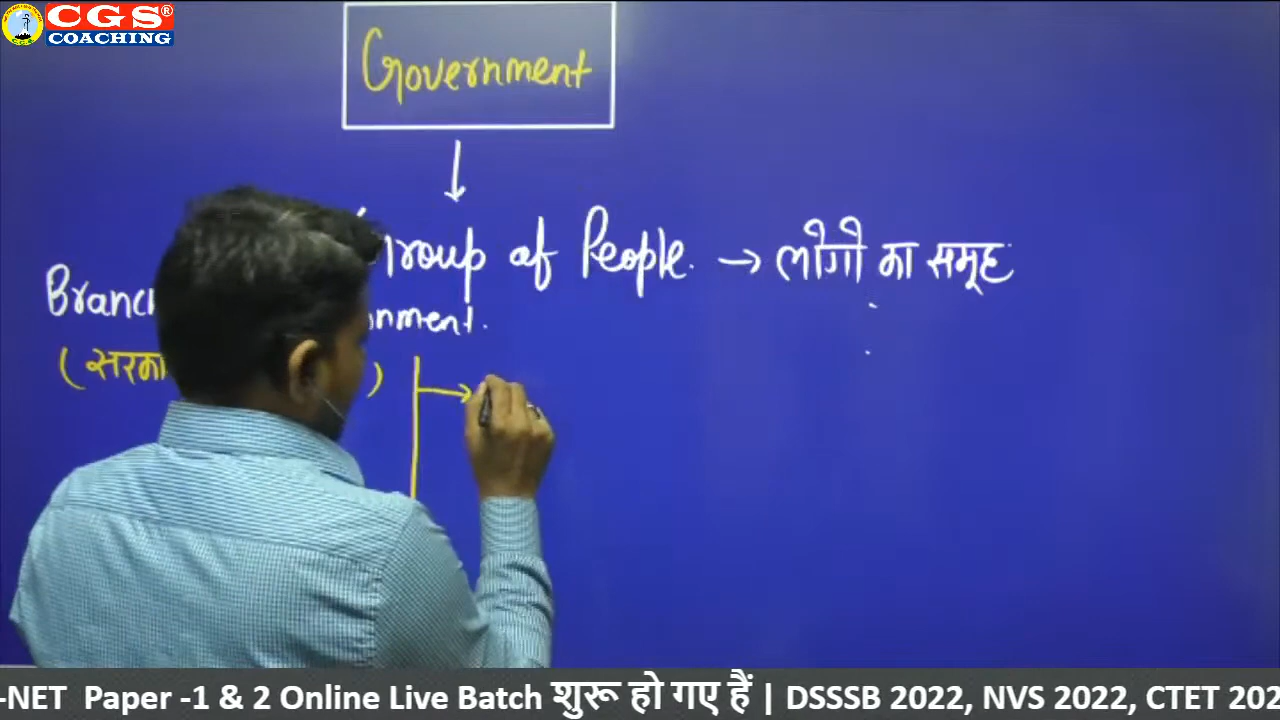 CGS®
COACHING
Government
Group of People. → लोगो का समूह
Branc nment.
(सरका )
-NET Paper -1 & 2 Online Live Batch शुरू हो गए हैं | DSSSB 2022, NVS 2022, CTET 202